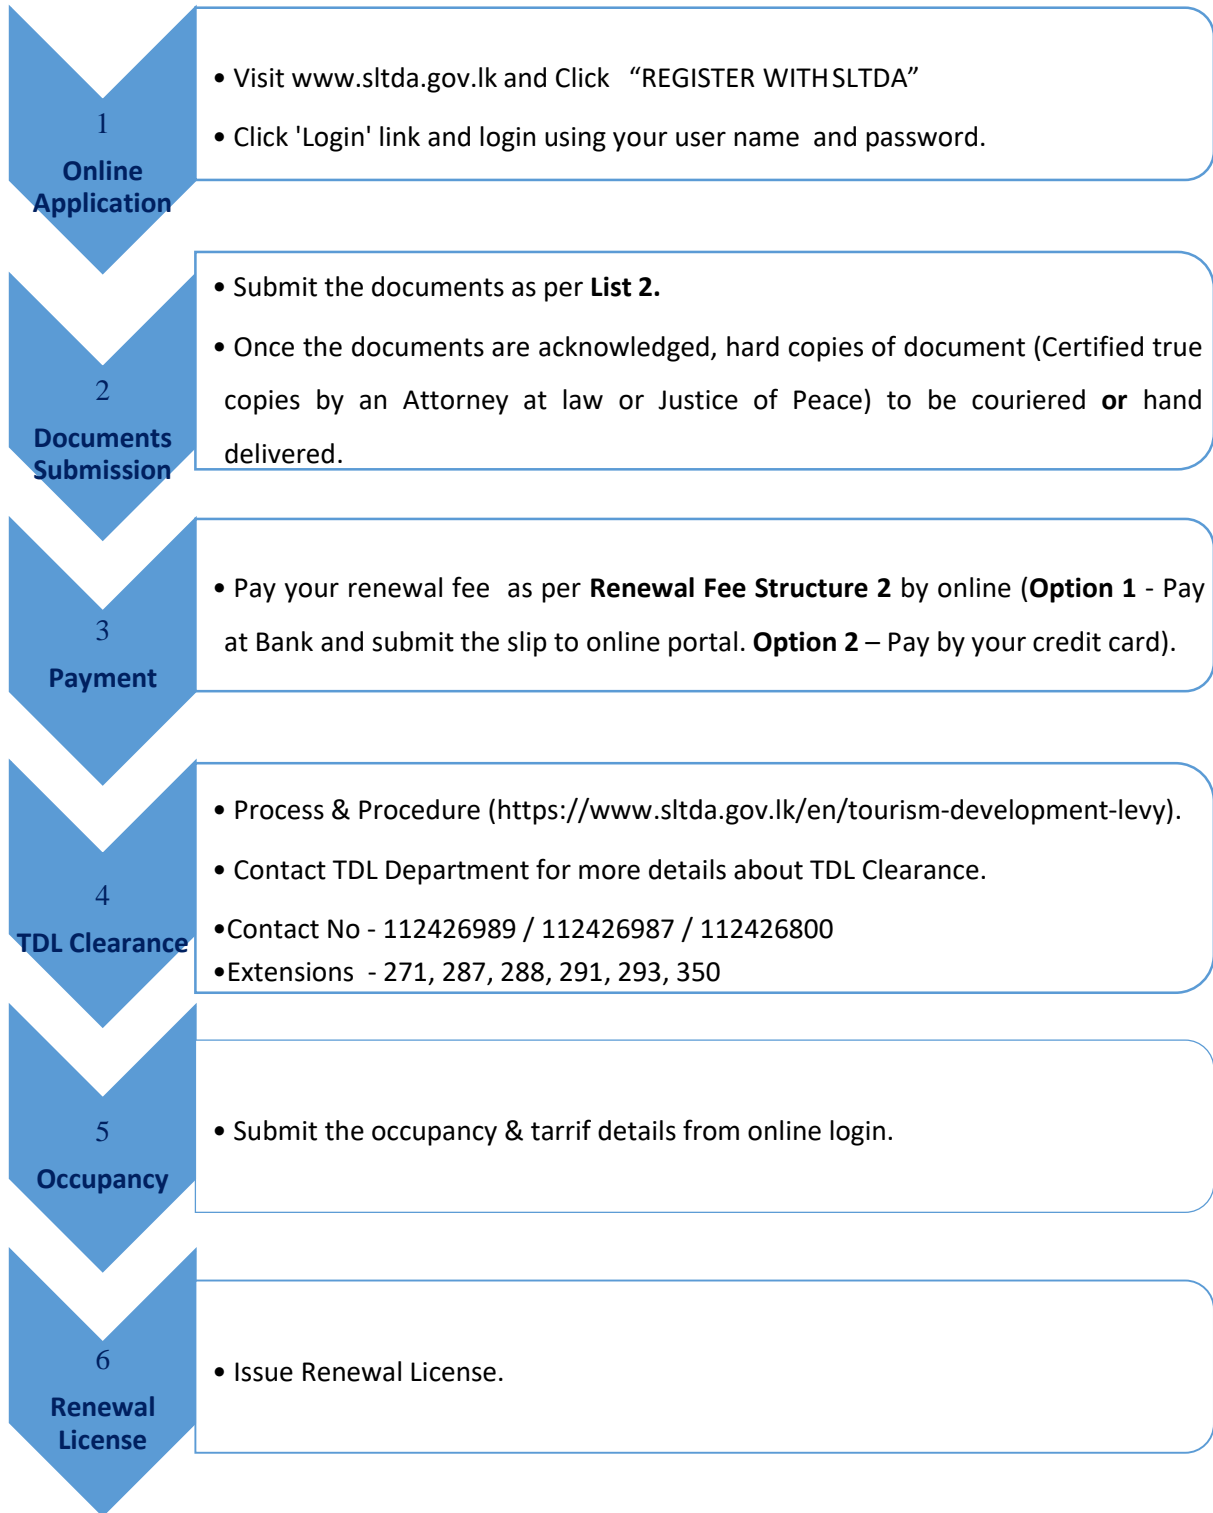 1
Online
Application
• Visit www.sltda.gov.lk and Click “REGISTER WITH SLTDA”
• Click 'Login' link and login using your user name and password.
2
Documents
Submission
• Submit the documents as per List 2.
• Once the documents are acknowledged, hard copies of document (Certified true
copies by an Attorney at law or Justice of Peace) to be couriered or hand
delivered.
3
Payment
• Pay your renewal fee as per Renewal Fee Structure 2 by online (Option 1 - Pay
at Bank and submit the slip to online portal. Option 2 – Pay by your credit card).
4
TDL Clearance
• Process & Procedure (https://www.sltda.gov.lk/en/tourism-development-levy).
• Contact TDL Department for more details about TDL Clearance.
•Contact No - 112426989 / 112426987 / 112426800
•Extensions - 271, 287, 288, 291, 293, 350
5
Occupancy
• Submit the occupancy & tarrif details from online login.
6
Renewal
License
• Issue Renewal License.